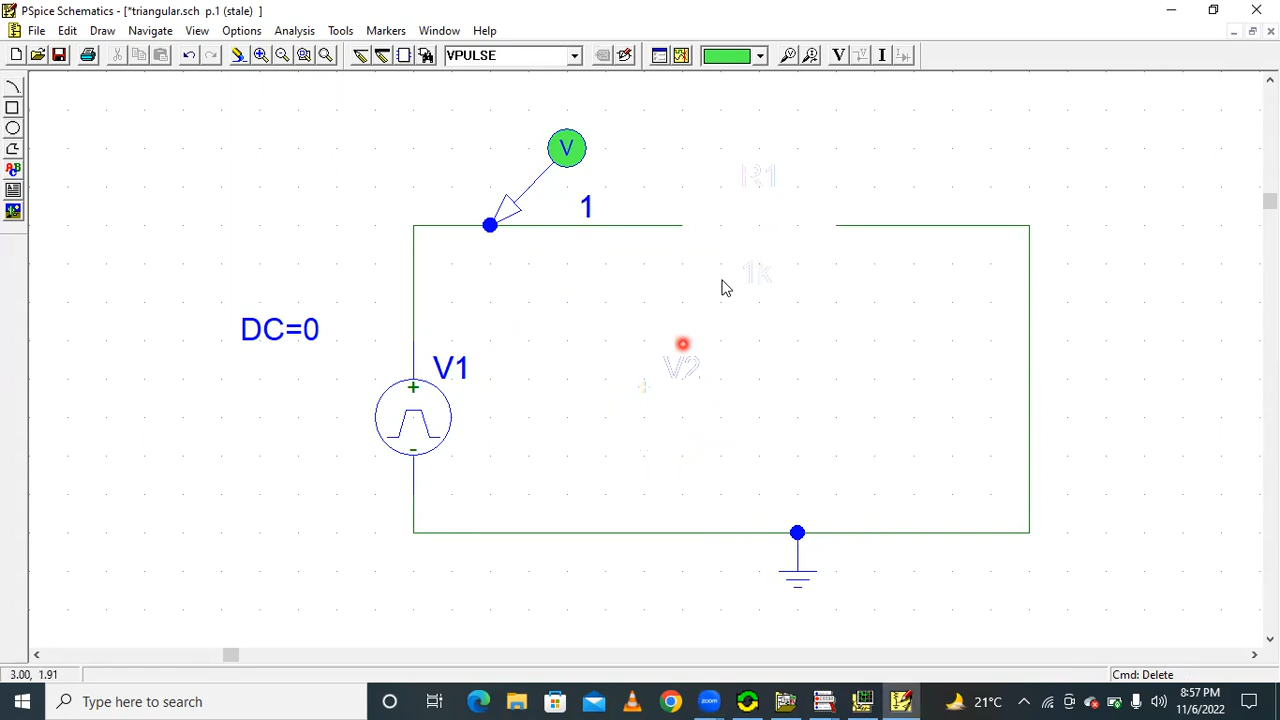 PSpice Schematics - [*triangular.sch  p.1 (stale)  ]
File Edit Draw Navigate View Options Analysis Tools Markers Window Help
VPULSE
V
I
ABC
V
R1
1
1k
DC=0
V1
V2
+
+
-
3.00,  1.91
Cmd: Delete
Type here to search
zoom
21°C
8:57 PM
11/6/2022